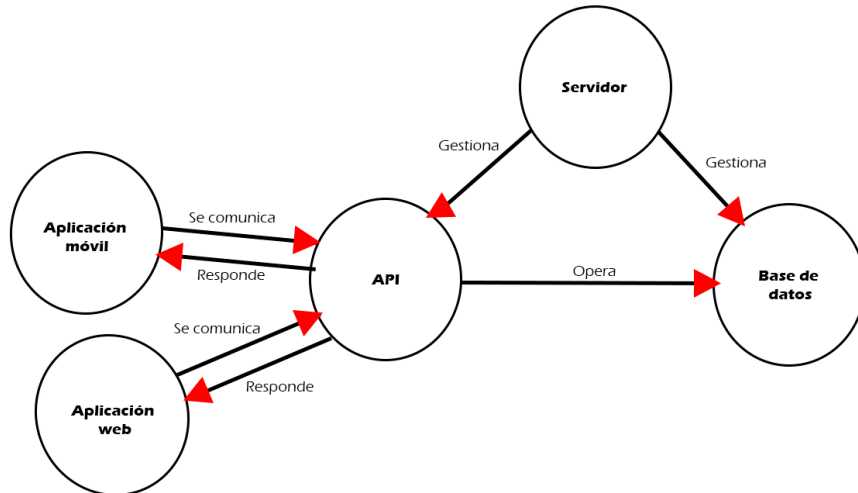 Servidor
Gestiona
Gestiona
Aplicación
móvil
Se comunica
Responde
API
Opera
Base de
datos
Se comunica
Responde
Aplicación
web